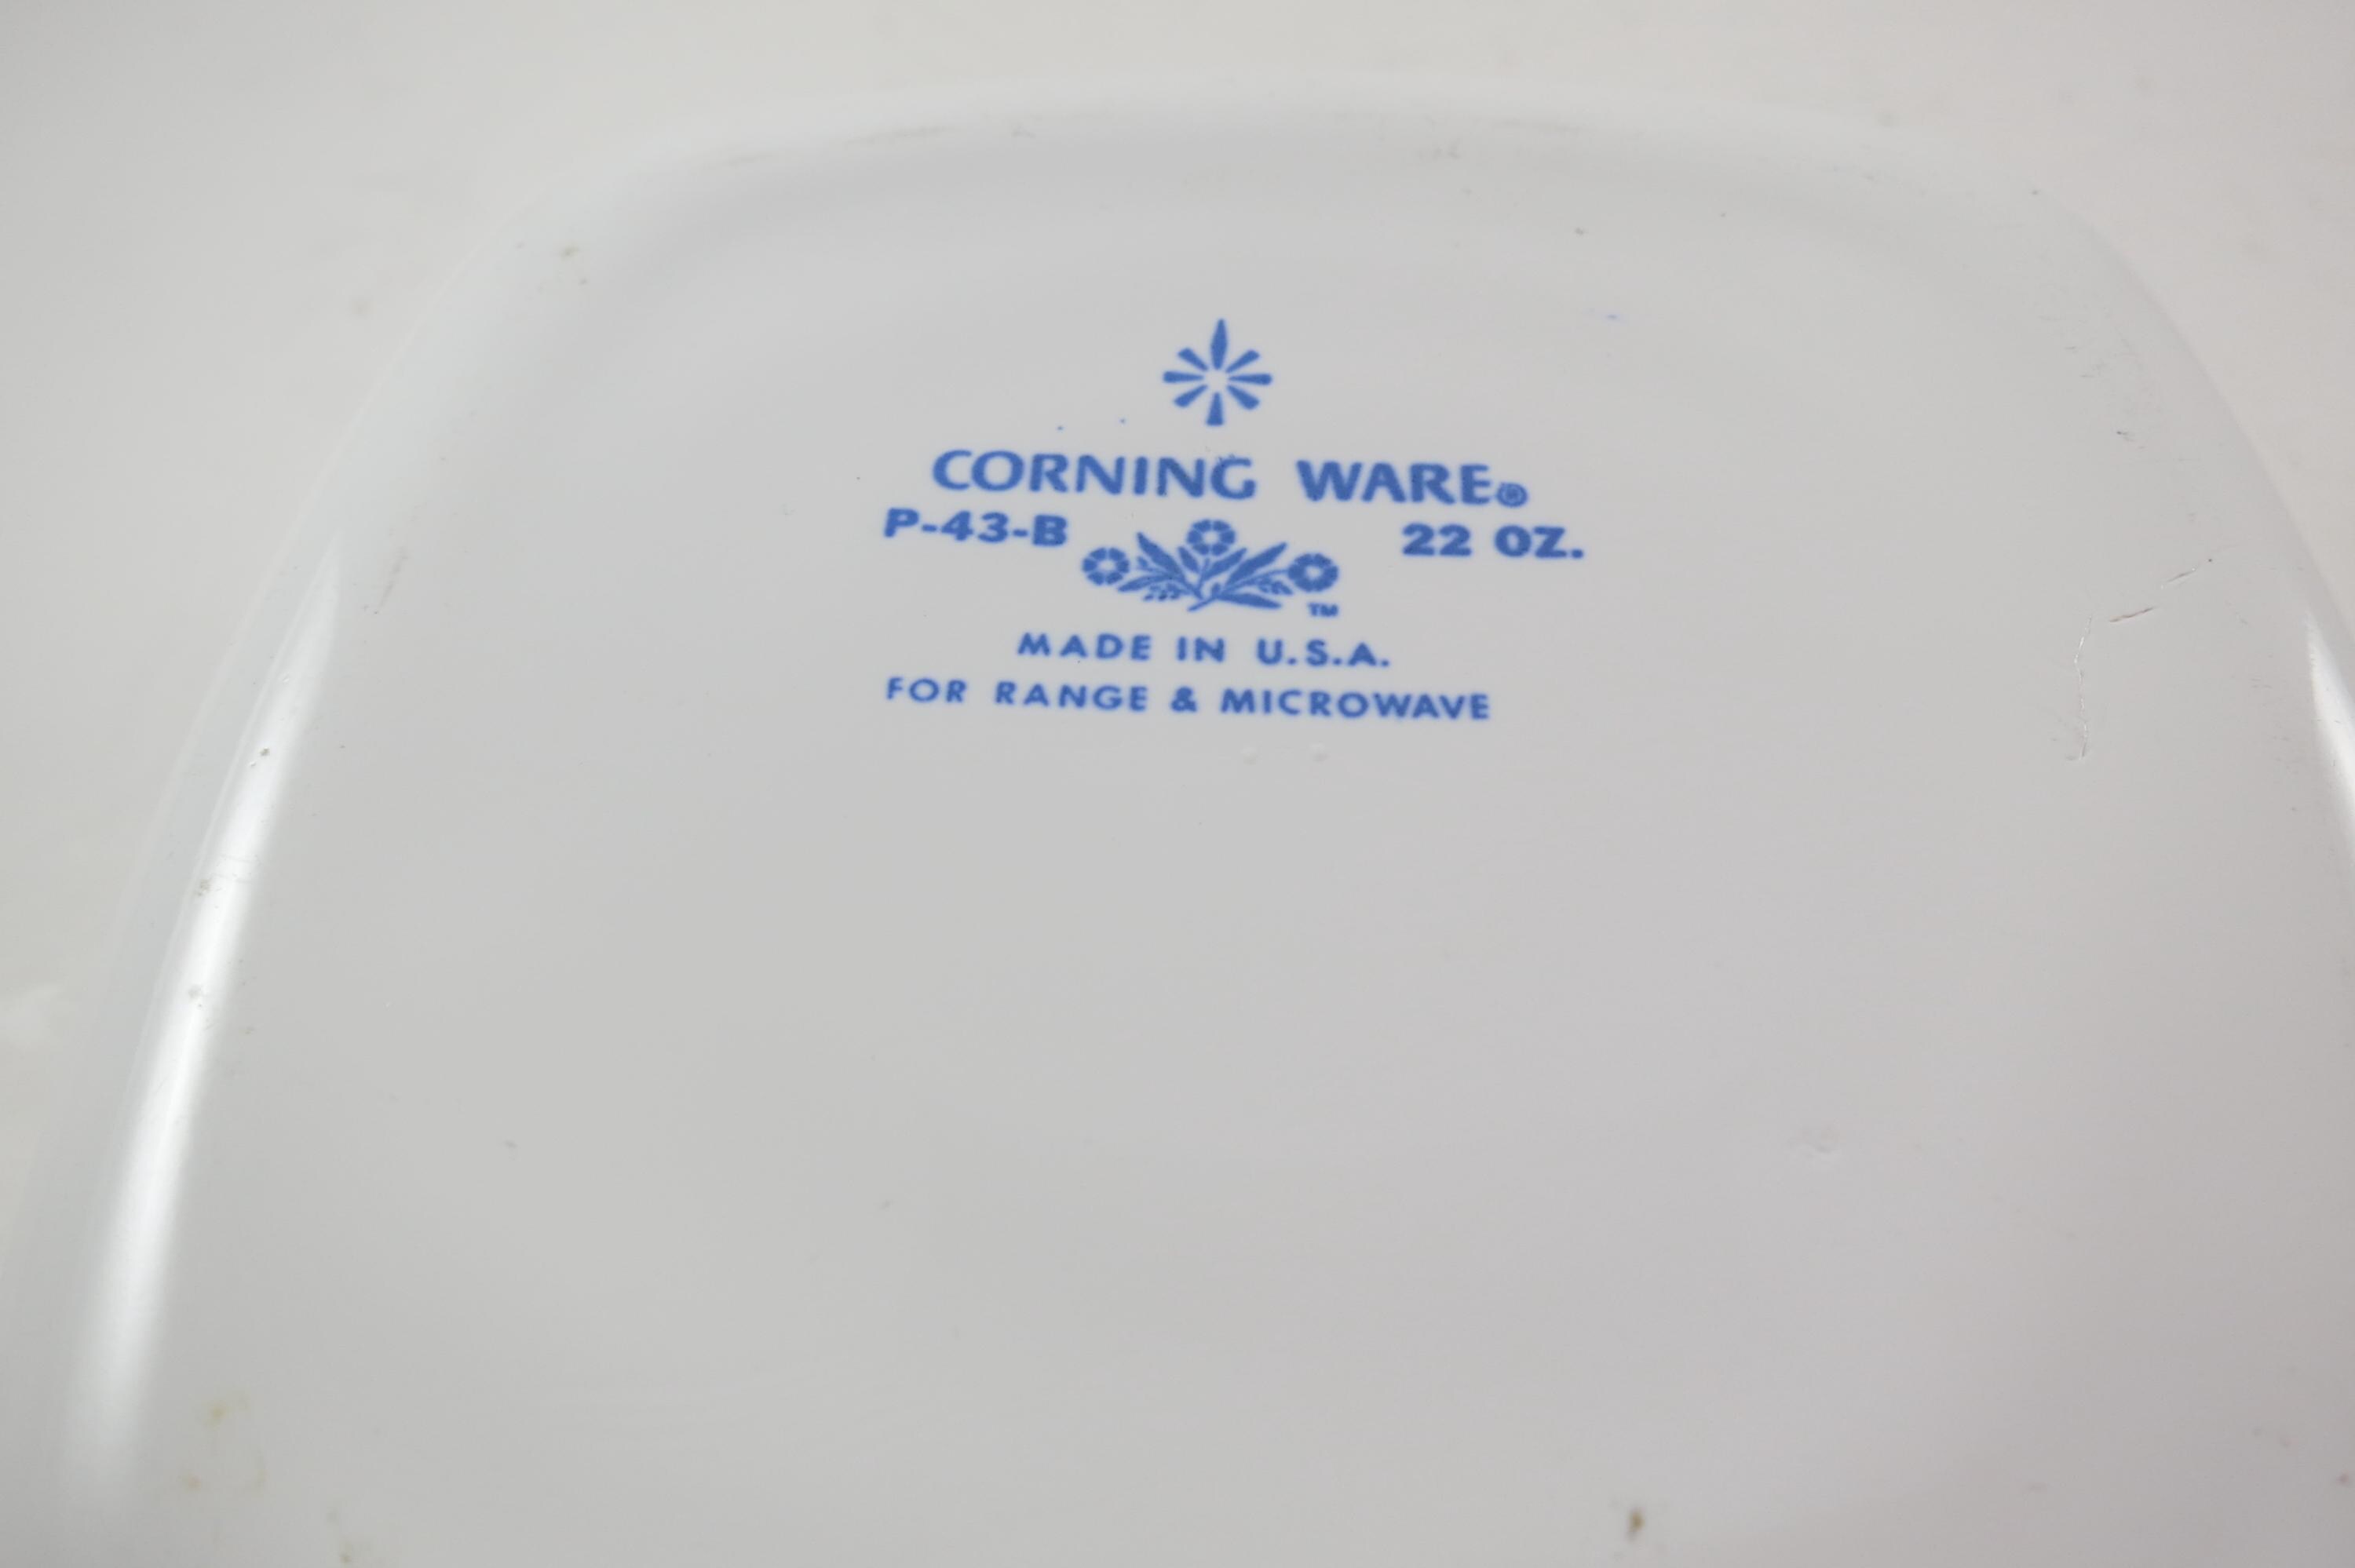 CORNING WARE®
P-43-B 22 OZ.
TM
MADE IN U.S.A.
FOR RANGE & MICROWAVE